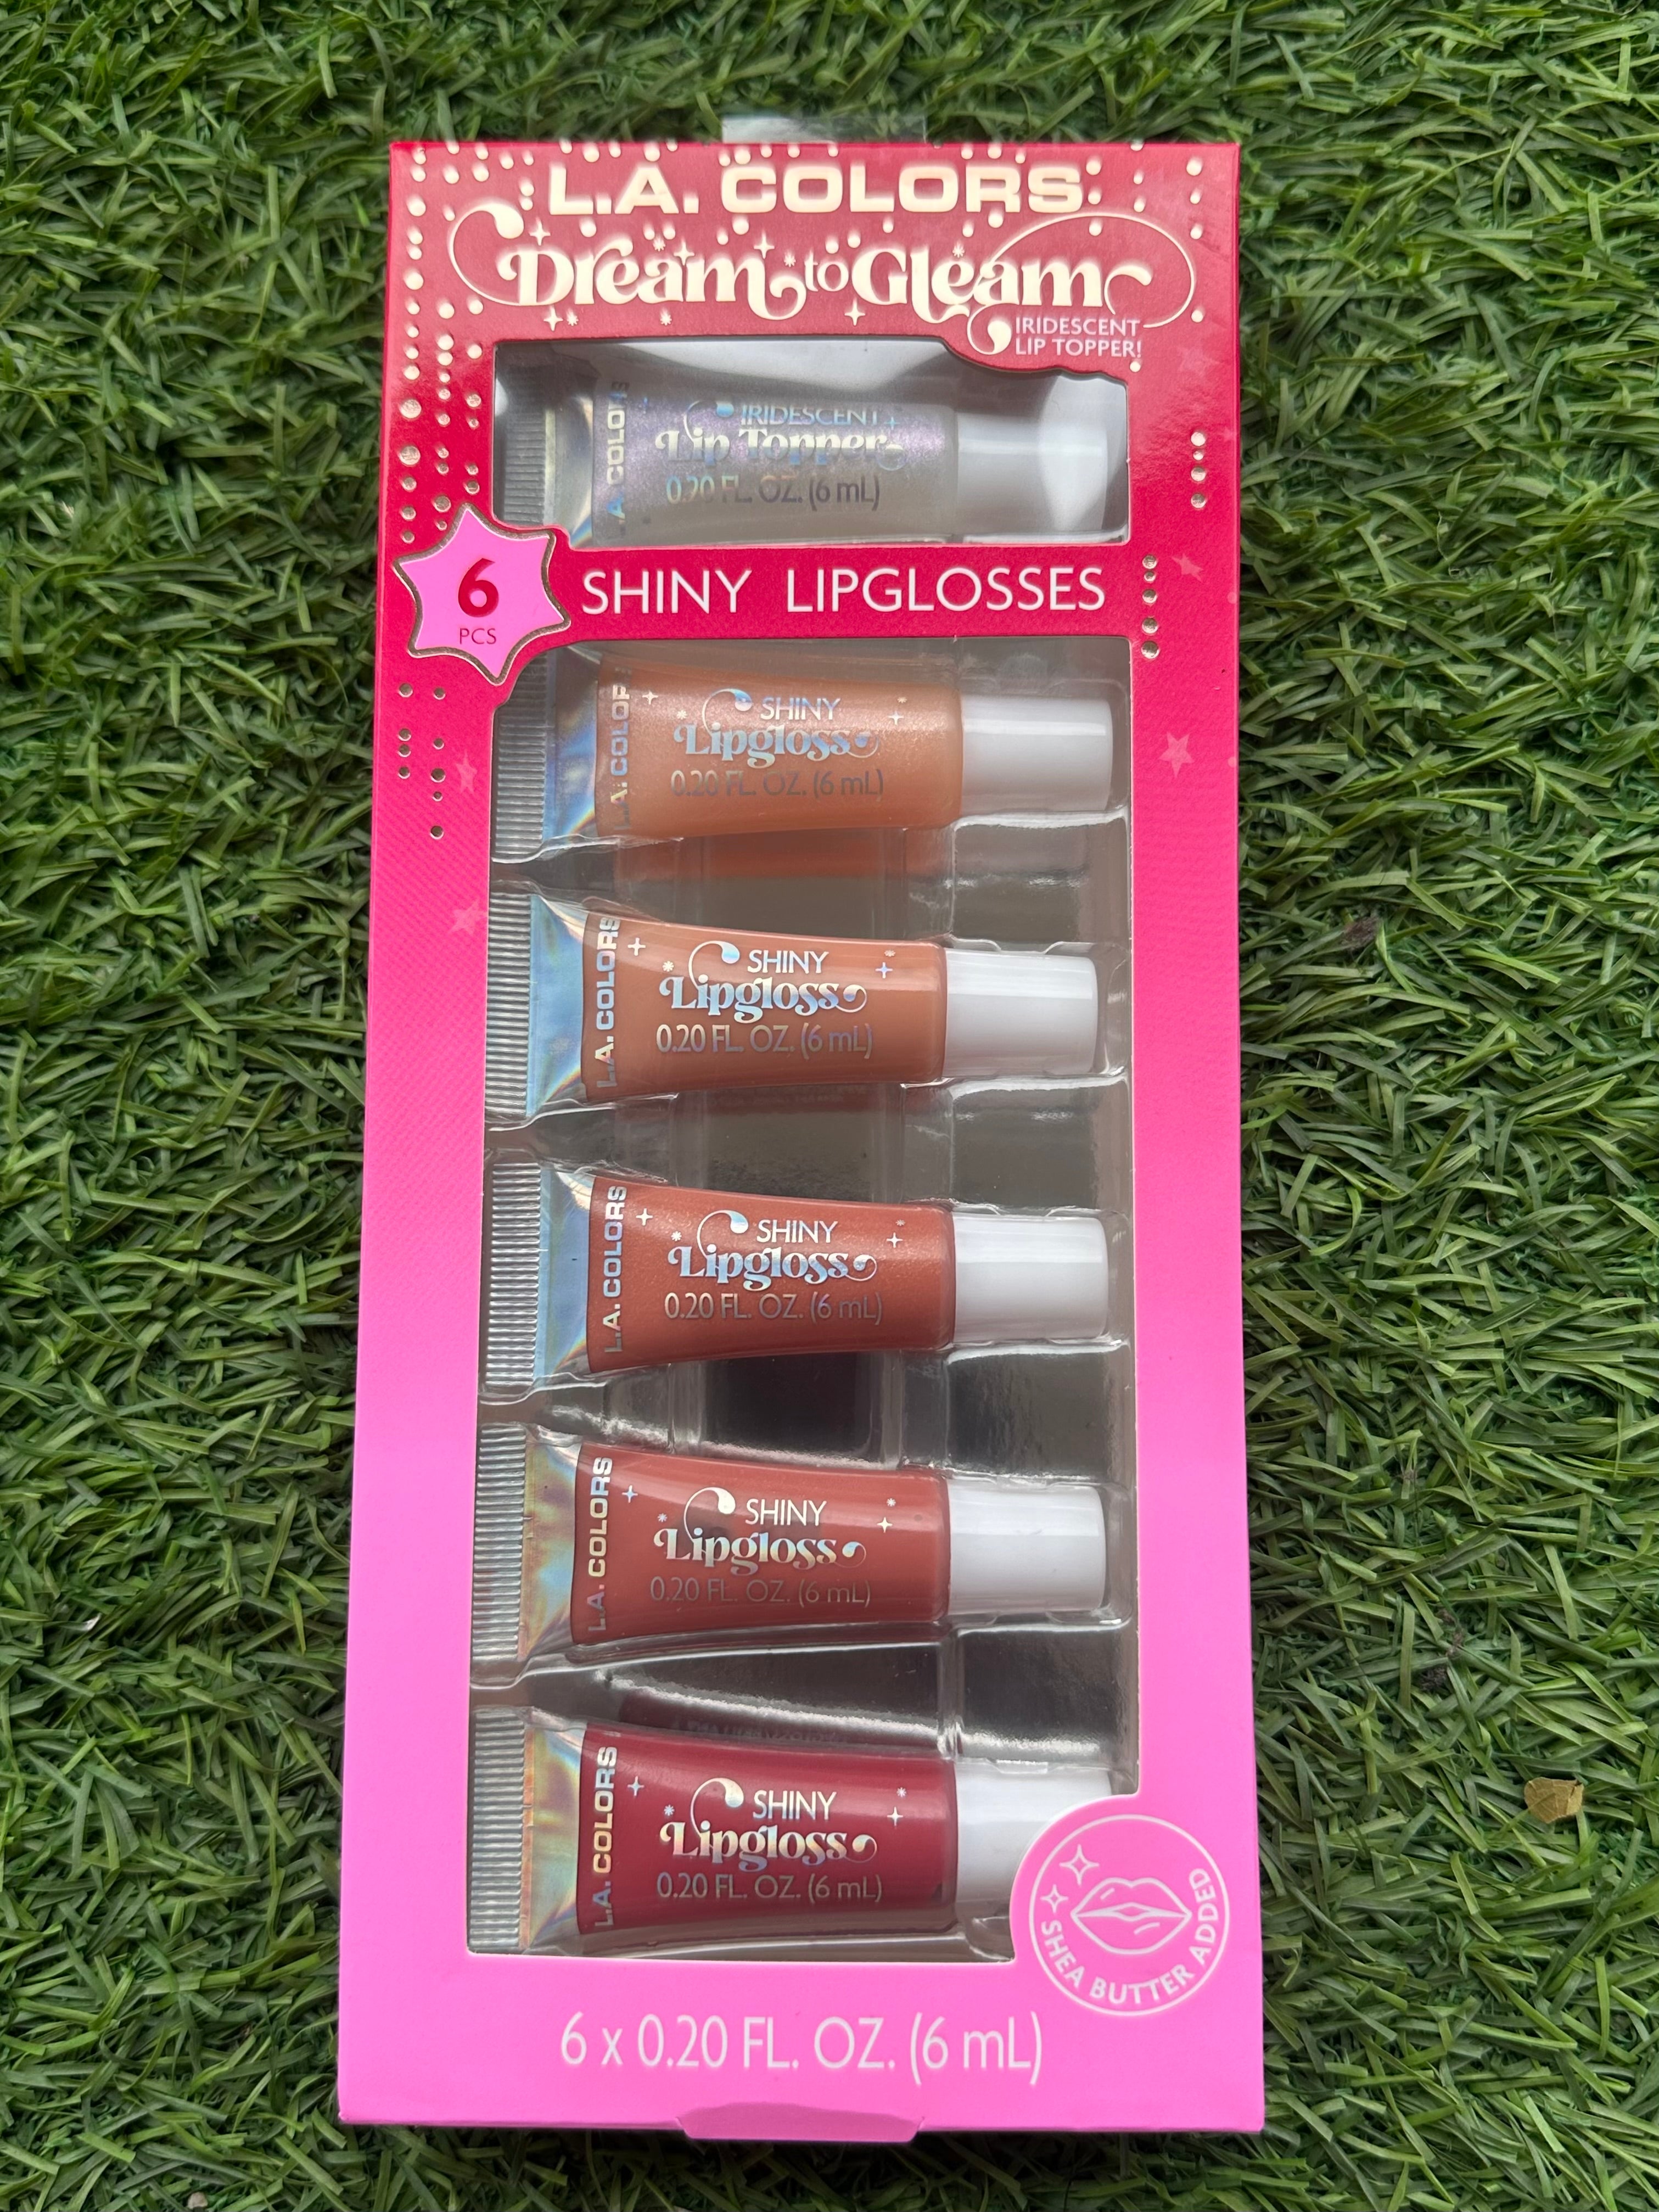 L.A. COLORS
Dream to Gleam
IRIDESCENT
LIP TOPPER!
L.A. COLORS
IRIDESCENT
Lip Topper
0.20 FL. OZ. (6 mL)
6
PCS
SHINY LIPGLOSSES
L.A. COLOR
SHINY
Lipgloss
0.20 FL. OZ. (6 mL)
L.A. COLORS
SHINY
Lipgloss
0.20 FL. OZ. (6 mL)
L.A. COLORS
SHINY
Lipgloss
0.20 FL. OZ. (6 mL)
L.A. COLORS
SHINY
Lipgloss
0.20 FL. OZ. (6 mL)
L.A. COLORS
SHINY
Lipgloss
0.20 FL. OZ. (6 mL)
SHEA BUTTER ADDED
6 x 0.20 FL. OZ. (6 mL)